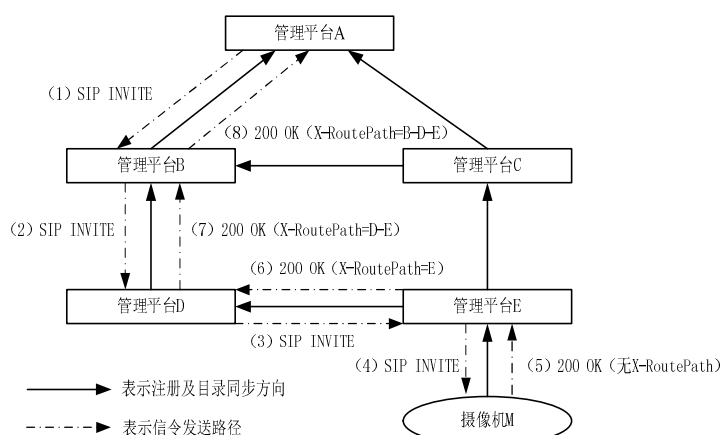 管理平台A
（1）SIP INVITE
（8）200 OK（X-RoutePath=B-D-E）
管理平台B
管理平台C
（2）SIP INVITE
（7）200 OK（X-RoutePath=D-E）
（6）200 OK（X-RoutePath=E）
管理平台D
管理平台E
（3）SIP INVITE
（4）SIP INVITE
（5）200 OK（无X-RoutePath）
表示注册及目录同步方向
摄像机M
表示信令发送路径